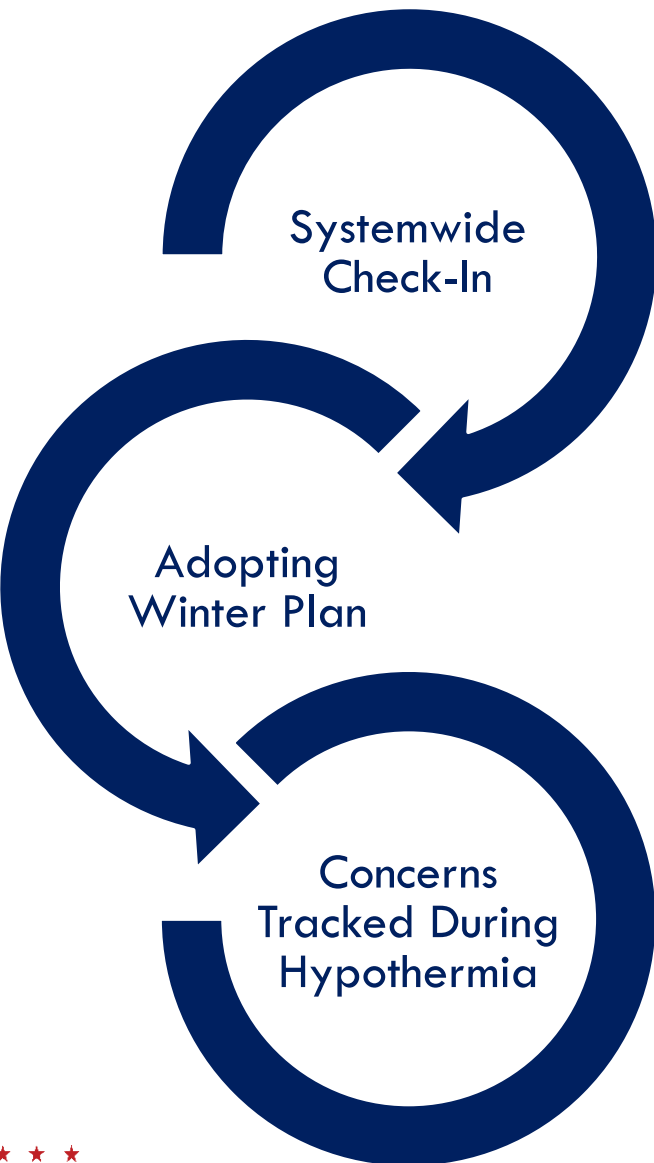 Systemwide
Check-In
Adopting
Winter Plan
Concerns
Tracked During
Hypothermia